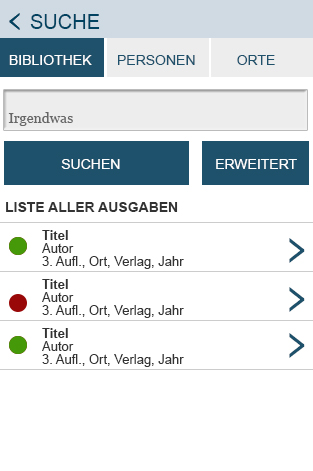 SUCHE
BIBLIOTHEK PERSONEN ORTE
Irgendwas
SUCHEN ERWEITERT
LISTE ALLER AUSGABEN
Titel
Autor
3. Aufl., Ort, Verlag, Jahr
Titel
Autor
3. Aufl., Ort, Verlag, Jahr
Titel
Autor
3. Aufl., Ort, Verlag, Jahr